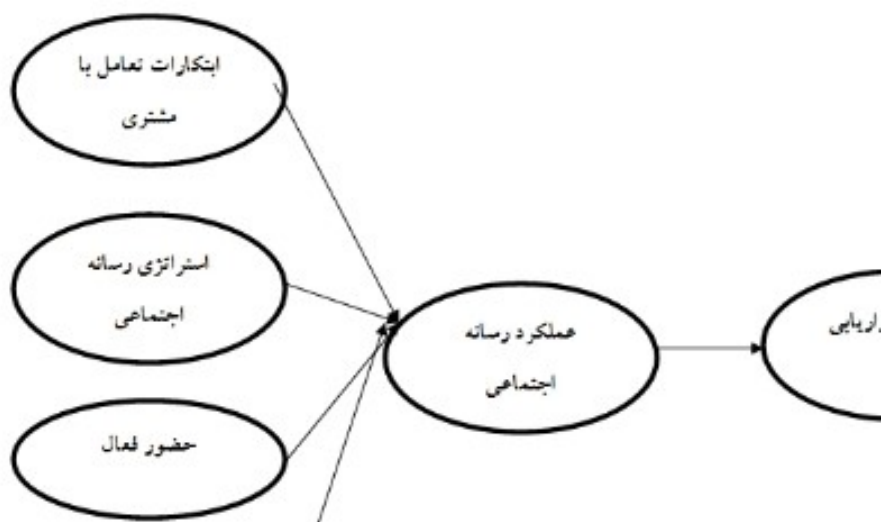 ابتکارات تعامل با
مشتری
استراتژی رسانه
اجتماعی
حضور فعال
عملکرد رسانه
اجتماعی